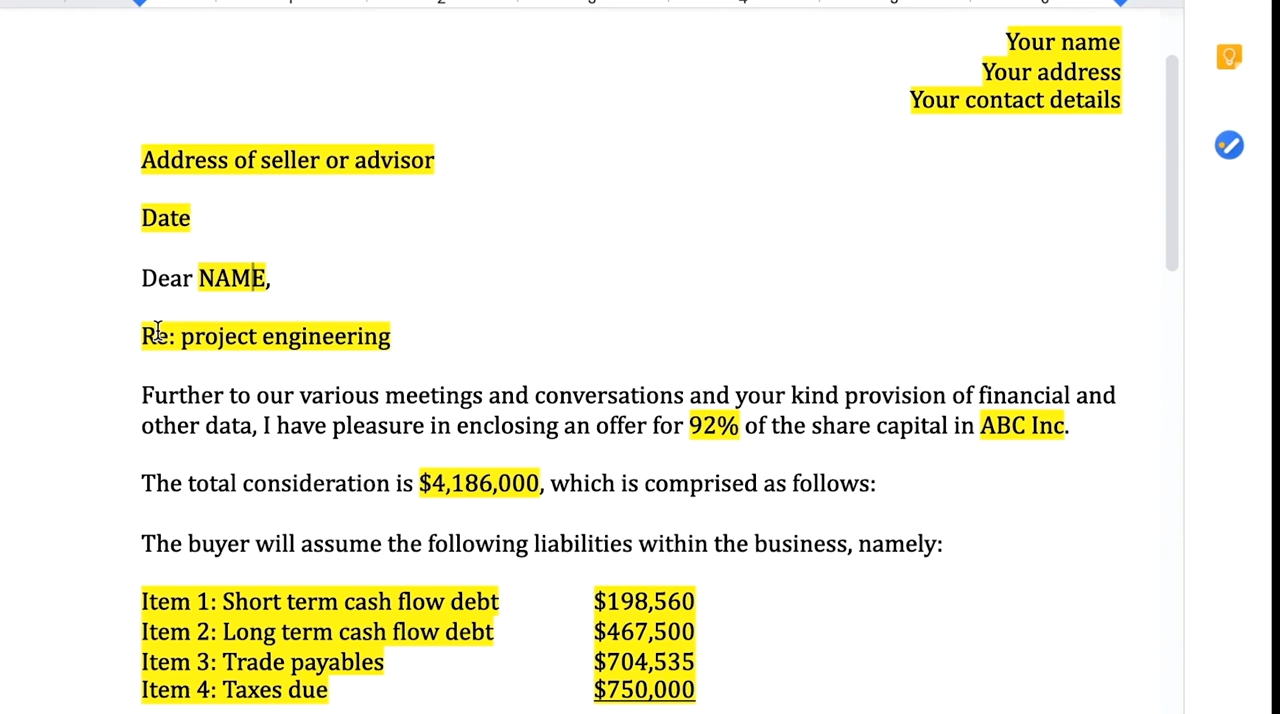 Your name
Your address
Your contact details
Address of seller or advisor
Date
Dear NAME,
Re: project engineering
Further to our various meetings and conversations and your kind provision of financial and
other data, I have pleasure in enclosing an offer for 92% of the share capital in ABC Inc.
The total consideration is $4,186,000, which is comprised as follows:
The buyer will assume the following liabilities within the business, namely:
Item 1: Short term cash flow debt $198,560
Item 2: Long term cash flow debt $467,500
Item 3: Trade payables $704,535
Item 4: Taxes due $750,000